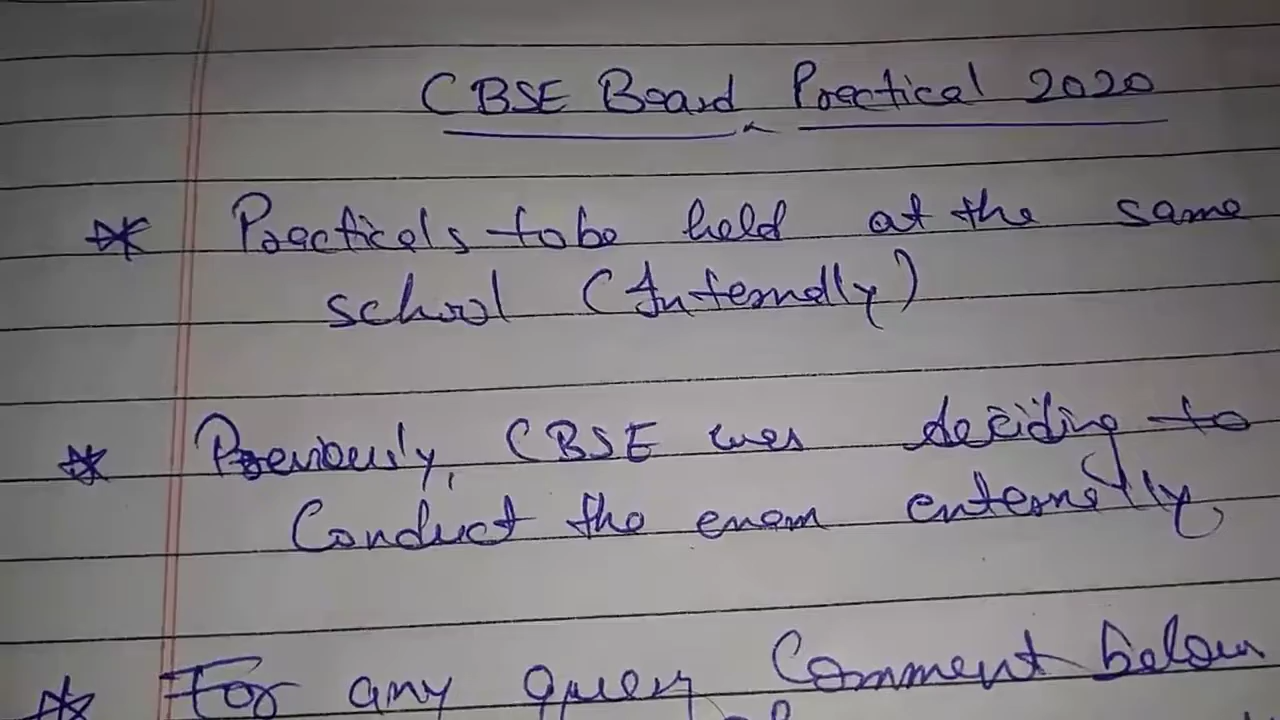 CBSE Board Practical 2020
* Practicals to be held at the same
school (Internally)
* Previously, CBSE was deciding to
Conduct the exam externally
* For any query Comment below